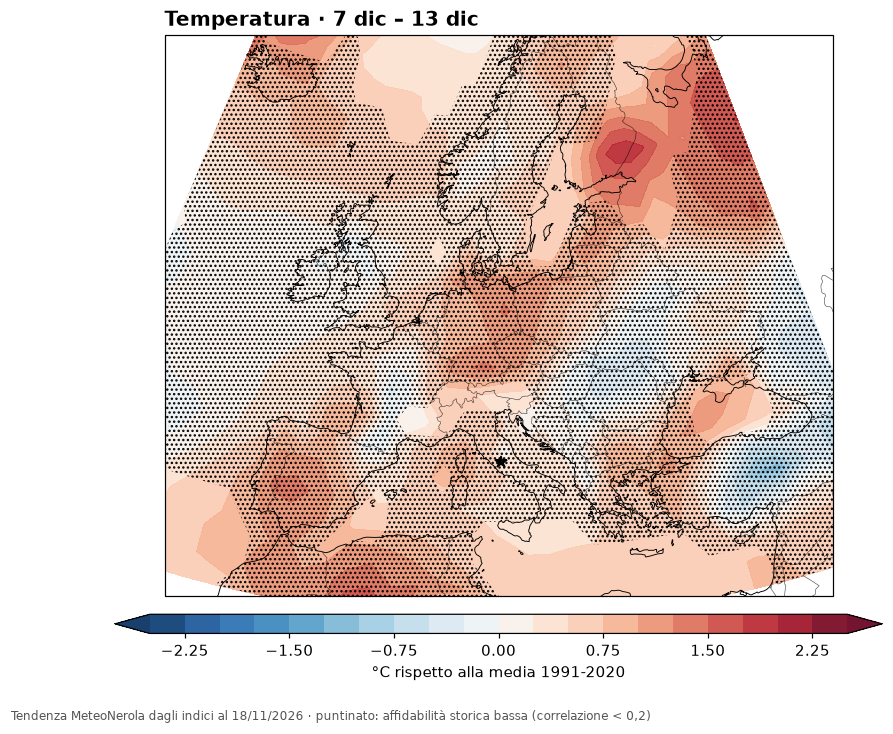 Temperatura · 7 dic – 13 dic
−2.25 −1.50 −0.75 0.00 0.75 1.50 2.25
°C rispetto alla media 1991-2020
Tendenza MeteoNerola dagli indici al 18/11/2026 · puntinato: affidabilità storica bassa (correlazione < 0,2)